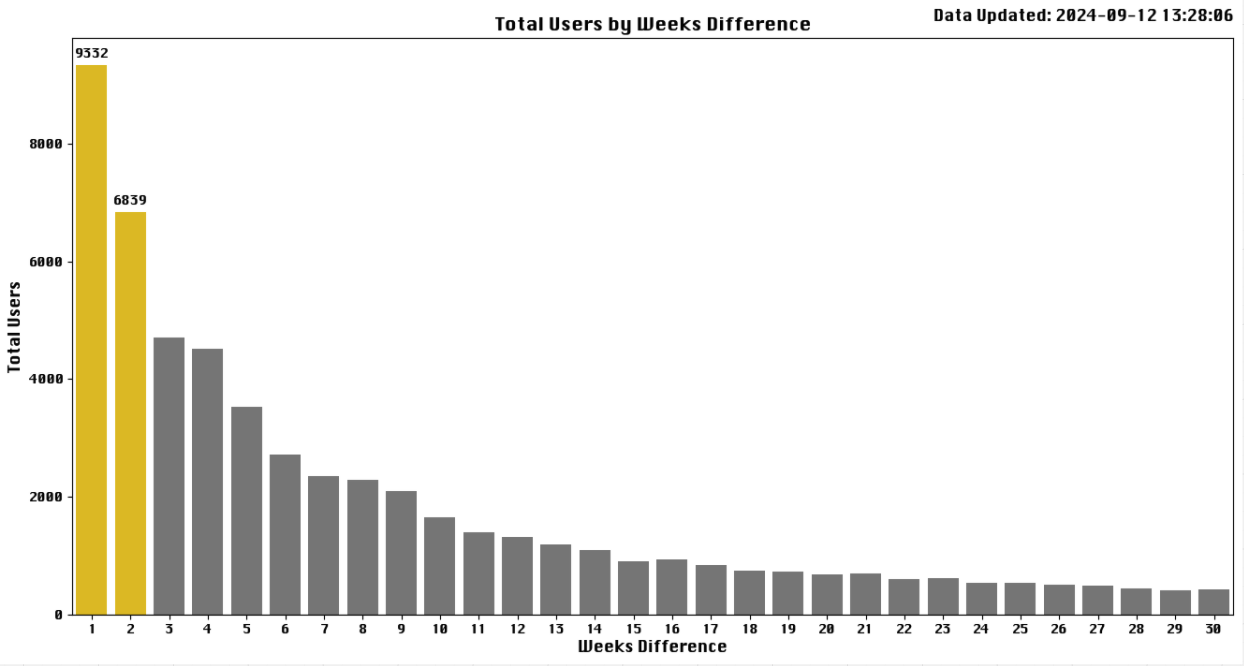 Data Updated: 2024-09-12 13:28:06
Total Users by Weeks Difference
9332
6839
8000
6000
4000
2000
0
Total Users
1 2 3 4 5 6 7 8 9 10 11 12 13 14 15 16 17 18 19 20 21 22 23 24 25 26 27 28 29 30
Weeks Difference